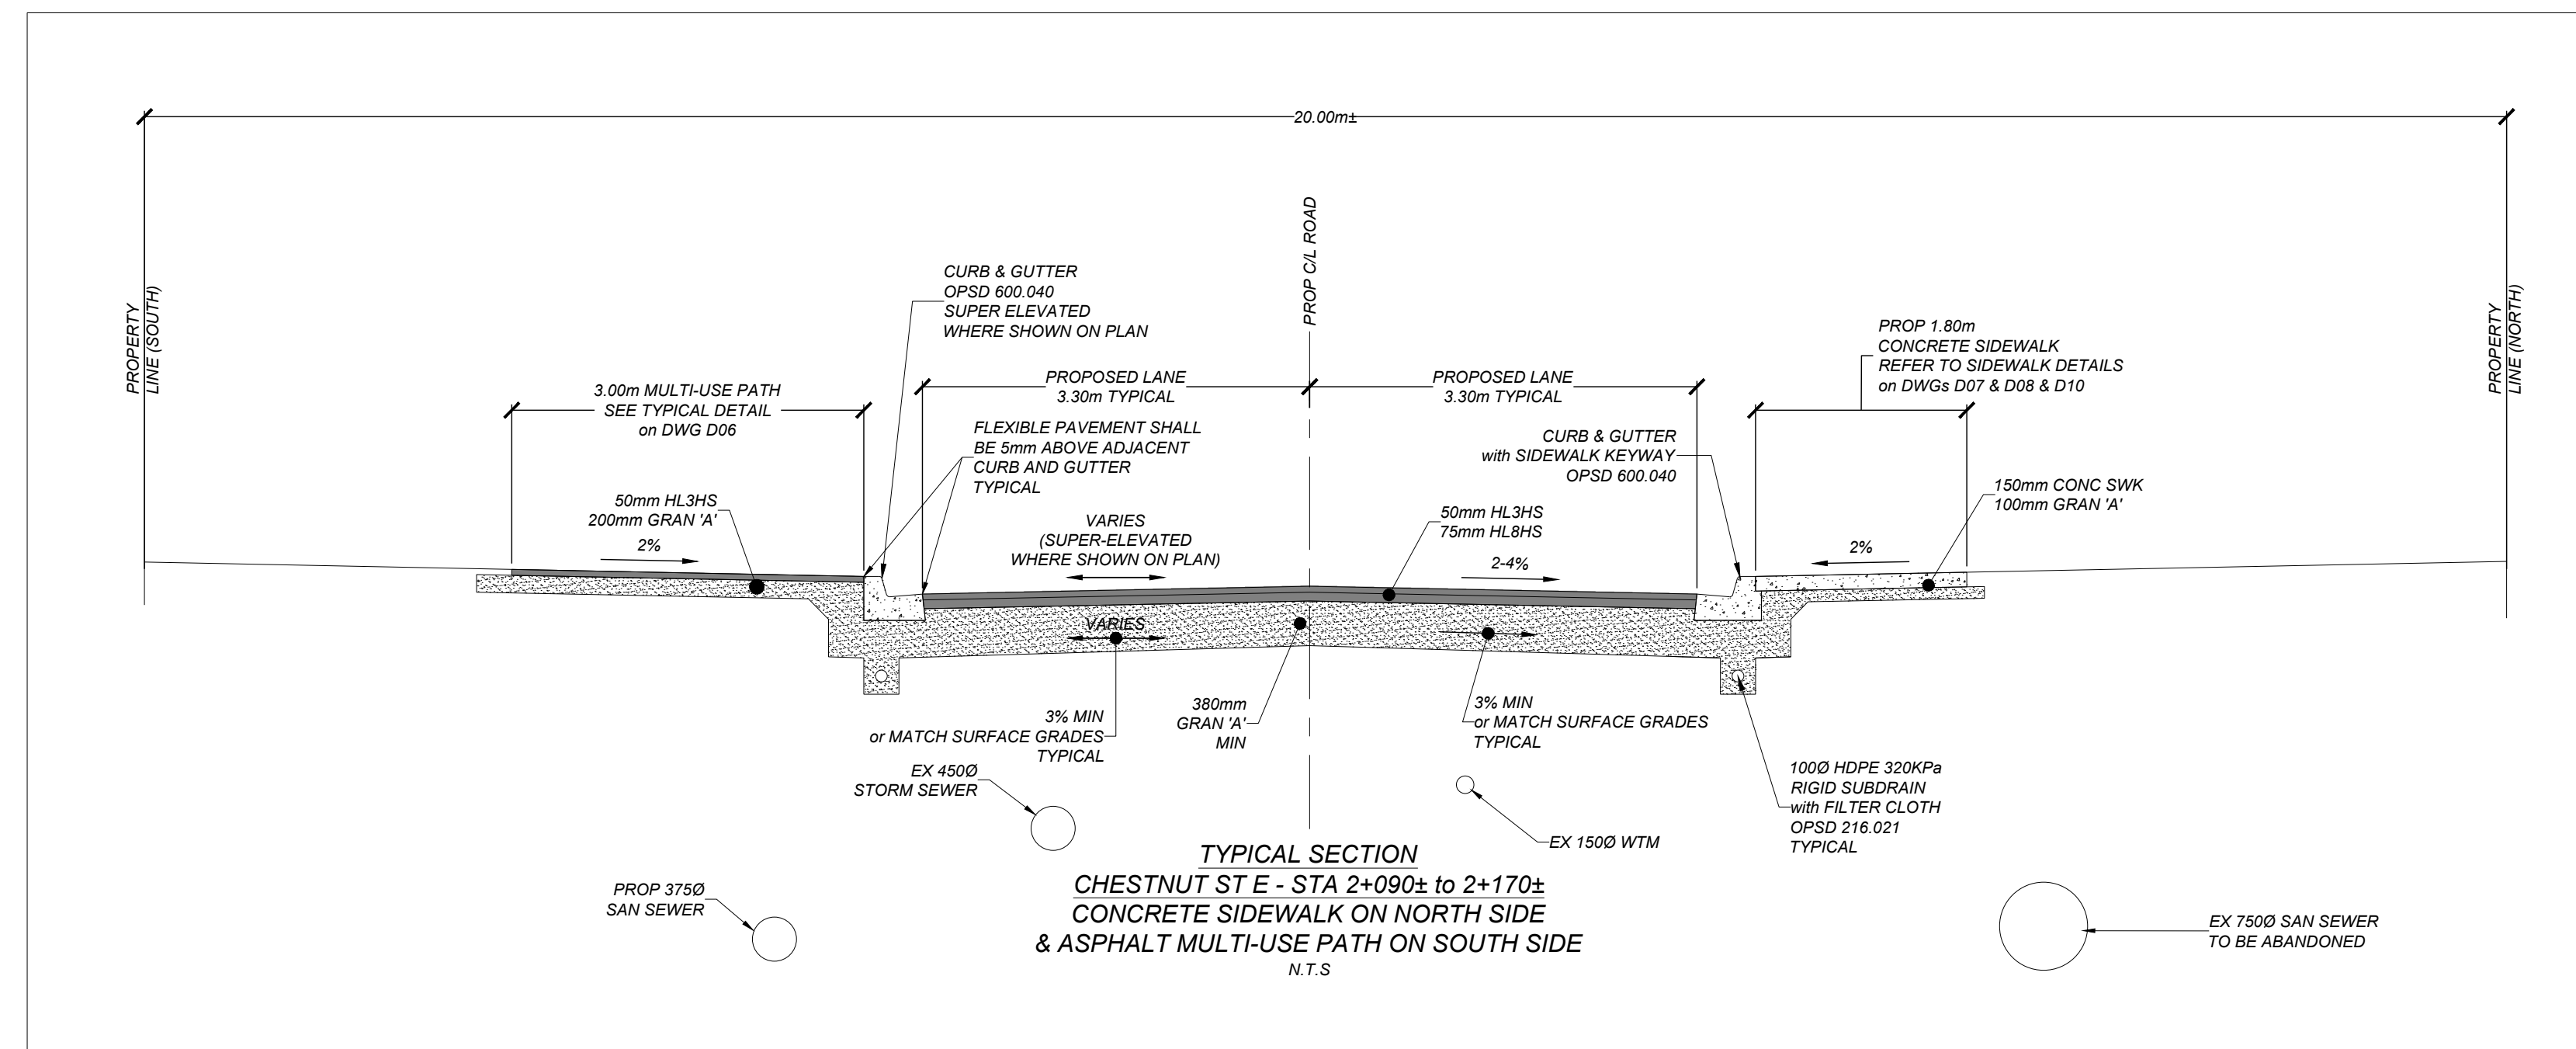 20.00m±
PROPERTY
LINE (SOUTH)
PROP C/L ROAD
PROPERTY
LINE (NORTH)
CURB & GUTTER
OPSD 600.040
SUPER ELEVATED
WHERE SHOWN ON PLAN
PROP 1.80m
CONCRETE SIDEWALK
REFER TO SIDEWALK DETAILS
on DWGs D07 & D08 & D10
3.00m MULTI-USE PATH
SEE TYPICAL DETAIL
on DWG D06
PROPOSED LANE
3.30m TYPICAL
PROPOSED LANE
3.30m TYPICAL
FLEXIBLE PAVEMENT SHALL
BE 5mm ABOVE ADJACENT
CURB AND GUTTER
TYPICAL
CURB & GUTTER
with SIDEWALK KEYWAY
OPSD 600.040
50mm HL3HS
200mm GRAN 'A'
2%
VARIES
(SUPER-ELEVATED
WHERE SHOWN ON PLAN)
50mm HL3HS
75mm HL8HS
2-4%
2%
150mm CONC SWK
100mm GRAN 'A'
VARIES
3% MIN
or MATCH SURFACE GRADES
TYPICAL
380mm
GRAN 'A'
MIN
3% MIN
or MATCH SURFACE GRADES
TYPICAL
EX 450Ø
STORM SEWER
100Ø HDPE 320KPa
RIGID SUBDRAIN
with FILTER CLOTH
OPSD 216.021
TYPICAL
EX 150Ø WTM
PROP 375Ø
SAN SEWER
EX 750Ø SAN SEWER
TO BE ABANDONED
TYPICAL SECTION
CHESTNUT ST E - STA 2+090± to 2+170±
CONCRETE SIDEWALK ON NORTH SIDE
& ASPHALT MULTI-USE PATH ON SOUTH SIDE
N.T.S